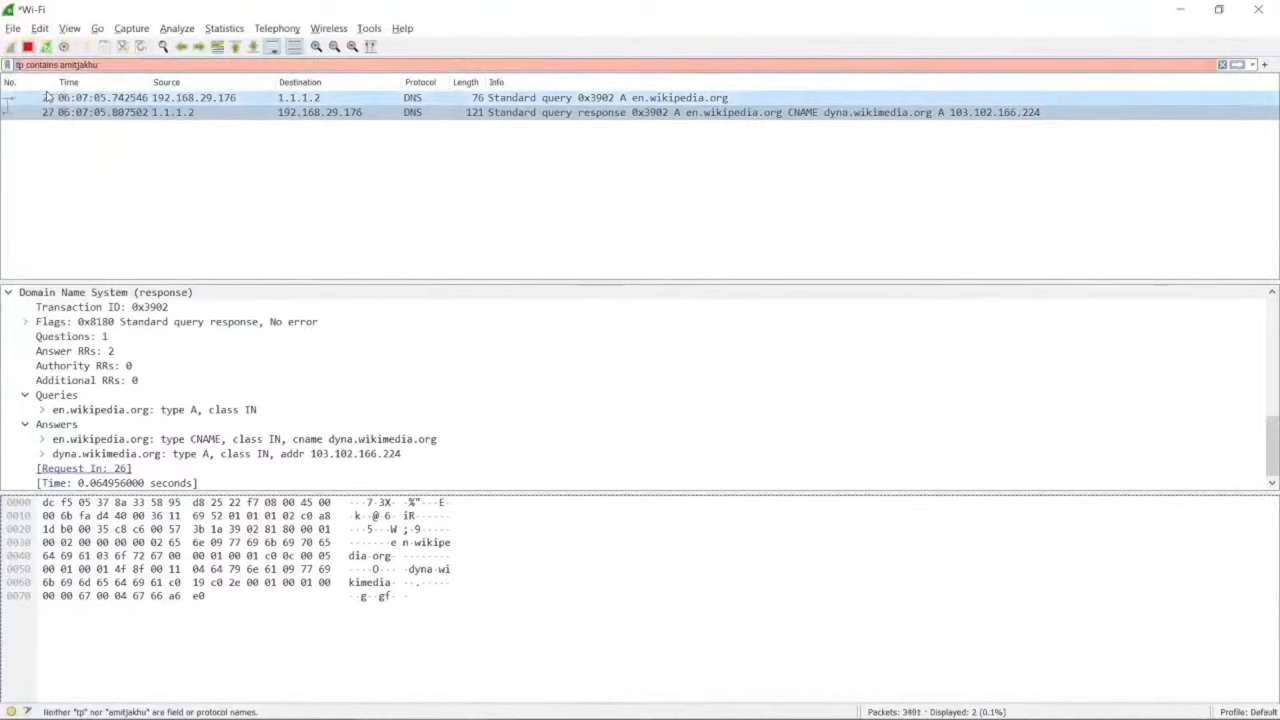 *Wi-Fi
File Edit View Go Capture Analyze Statistics Telephony Wireless Tools Help
tp contains amitjakhu
No. Time Source Destination Protocol Length Info
06:07:05.742546 192.168.29.176 1.1.1.2 DNS 76 Standard query 0x3902 A en.wikipedia.org
27 06:07:05.807502 1.1.1.2 192.168.29.176 DNS 121 Standard query response 0x3902 A en.wikipedia.org CNAME dyna.wikimedia.org A 103.102.166.224
Domain Name System (response)
Transaction ID: 0x3902
Flags: 0x8180 Standard query response, No error
Questions: 1
Answer RRs: 2
Authority RRs: 0
Additional RRs: 0
Queries
en.wikipedia.org: type A, class IN
Answers
en.wikipedia.org: type CNAME, class IN, cname dyna.wikimedia.org
dyna.wikimedia.org: type A, class IN, addr 103.102.166.224
[Request In: 26]
[Time: 0.064956000 seconds]
0000 dc f5 05 37 8a 33 58 95 d8 25 22 f7 08 00 45 00 ···7·3X· ·%"···E·
0010 00 6b fa d4 40 00 36 11 69 52 01 01 01 02 c0 a8 ·k··@·6· iR······
0020 1d b0 00 35 c8 c6 00 57 3b 1a 39 02 81 80 00 01 ···5···W ;·9·····
0030 00 02 00 00 00 00 02 65 6e 09 77 69 6b 69 70 65 ·······e n·wikipe
0040 64 69 61 03 6f 72 67 00 00 01 00 01 c0 0c 00 05 dia·org· ········
0050 00 01 00 01 4f 8f 00 11 04 64 79 6e 61 09 77 69 ····O··· ·dyna·wi
0060 6b 69 6d 65 64 69 61 c0 19 c0 2e 00 01 00 01 00 kimedia· ··.·····
0070 00 00 67 00 04 67 66 a6 e0 ··g··gf· ·
Neither "tp" nor "amitjakhu" are field or protocol names. Displayed: 2 (0.1%) Profile: Default